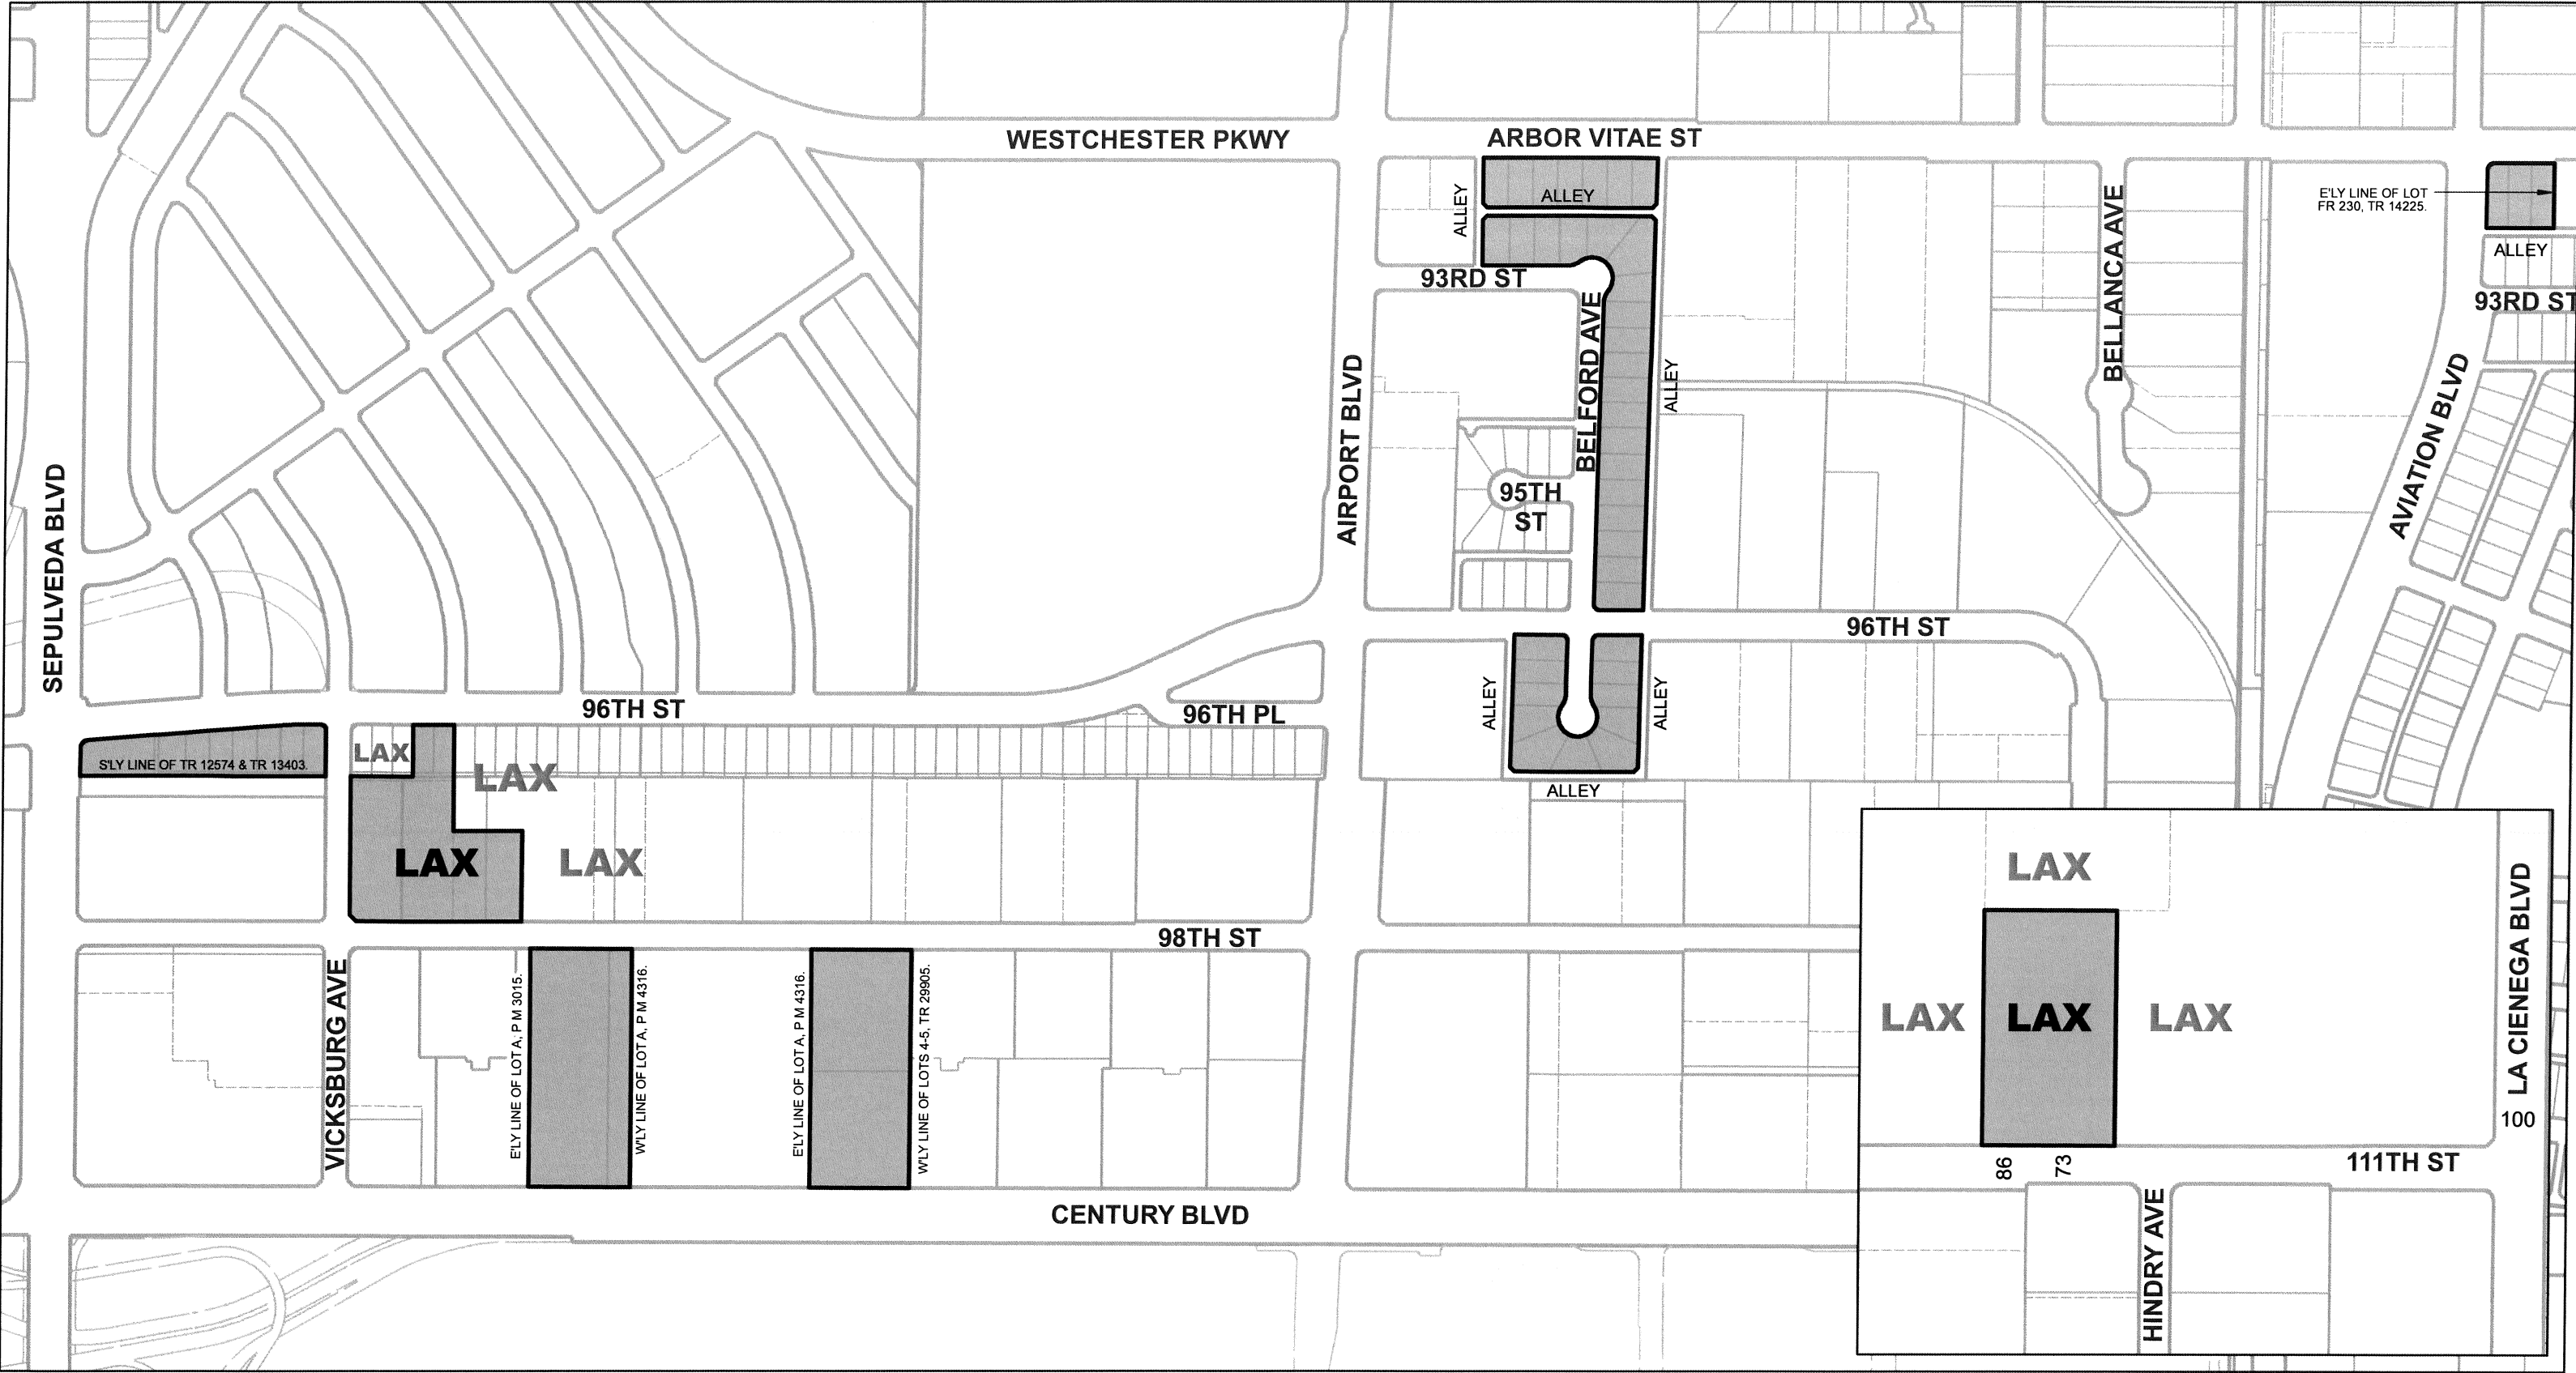 WESTCHESTER PKWY
ARBOR VITAE ST
ALLEY
ALLEY
E'LY LINE OF LOT
FR 230, TR 14225.
ALLEY
93RD ST
93RD ST
BELLANCA AVE
BELFORD AVE
ALLEY
AIRPORT BLVD
AVIATION BLVD
95TH
ST
SEPULVEDA BLVD
96TH ST
96TH ST
96TH PL
ALLEY
ALLEY
S'LY LINE OF TR 12574 & TR 13403.
LAX
LAX
ALLEY
LAX
LAX
98TH ST
VICKSBURG AVE
E'LY LINE OF LOT A, P M 3015.
W'LY LINE OF LOT A, P M 4316.
E'LY LINE OF LOT A, P M 4316.
W'LY LINE OF LOTS 4-5, TR 29905.
CENTURY BLVD
LAX
LAX
LAX
LAX
LA CIENEGA BLVD
100
86
73
111TH ST
HINDRY AVE